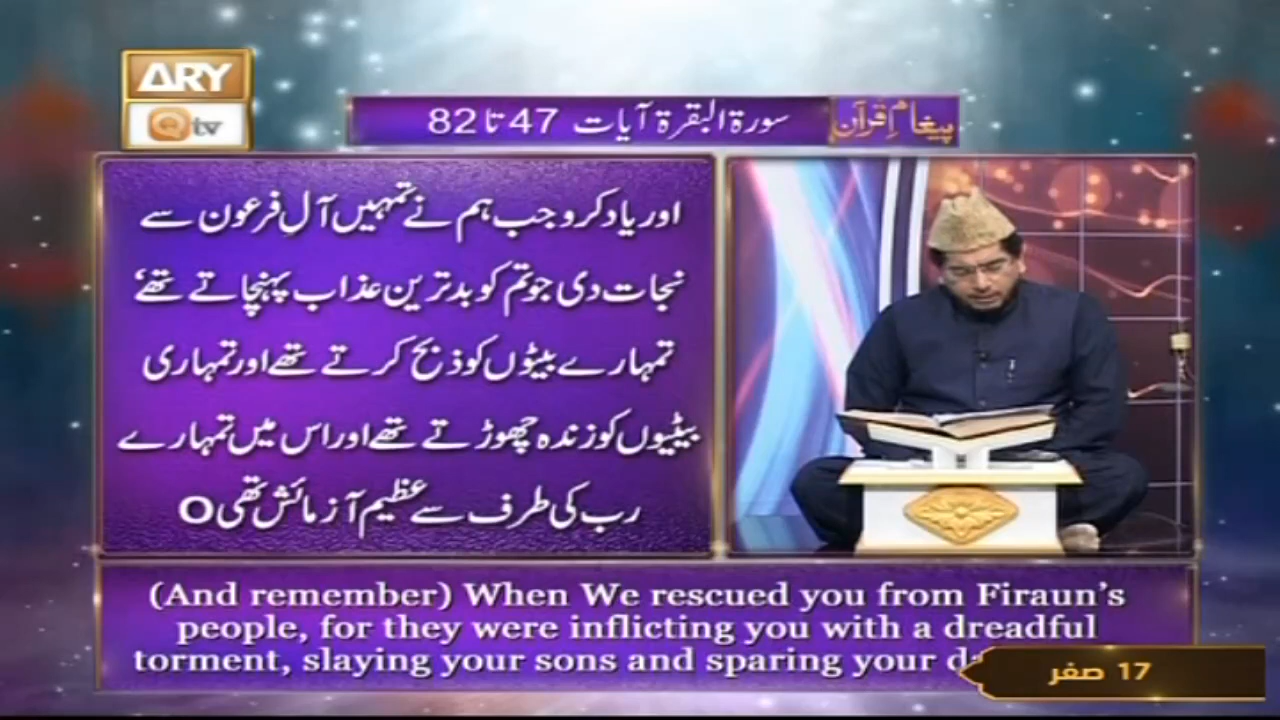 ARY
Qtv
پیغامِ قرآن
سورۃ البقرۃ آیات 47 تا 82
اور یاد کرو جب ہم نے تمہیں آلِ فرعون سے
نجات دی جو تم کو بدترین عذاب پہنچاتے تھے‘
تمہارے بیٹوں کو ذبح کرتے تھے اور تمہاری
بیٹیوں کو زندہ چھوڑتے تھے اور اس میں تمہارے
رب کی طرف سے عظیم آزمائش تھی O
(And remember) When We rescued you from Firaun's
people, for they were inflicting you with a dreadful
torment, slaying your sons and sparing your
17 صفر